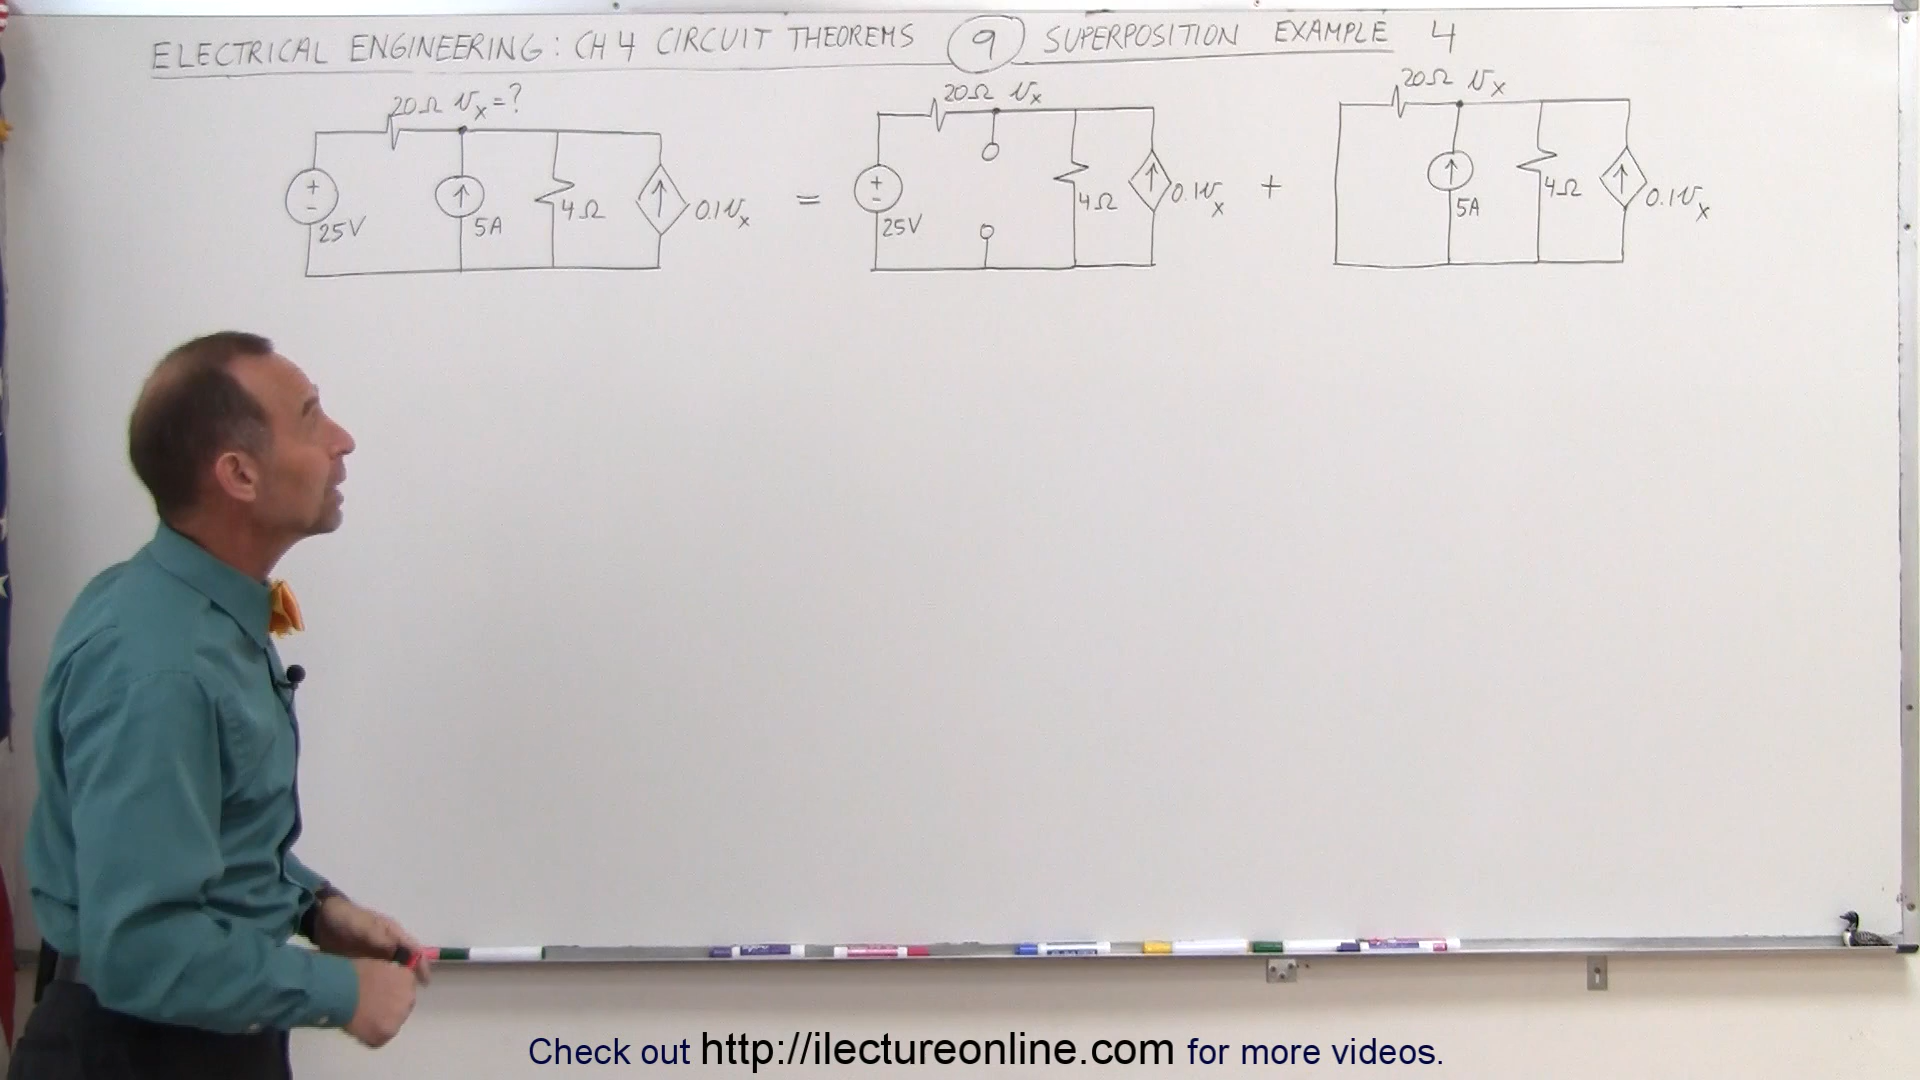 ELECTRICAL ENGINEERING: CH 4 CIRCUIT THEOREMS 9 SUPERPOSITION EXAMPLE 4
20Ω Vx=?
+
-
25V
5A
4Ω
0.1Vx
=
20Ω Vx
+
-
25V
4Ω
0.1Vx
+
20Ω Vx
5A
4Ω
0.1Vx
Check out http://ilectureonline.com for more videos.